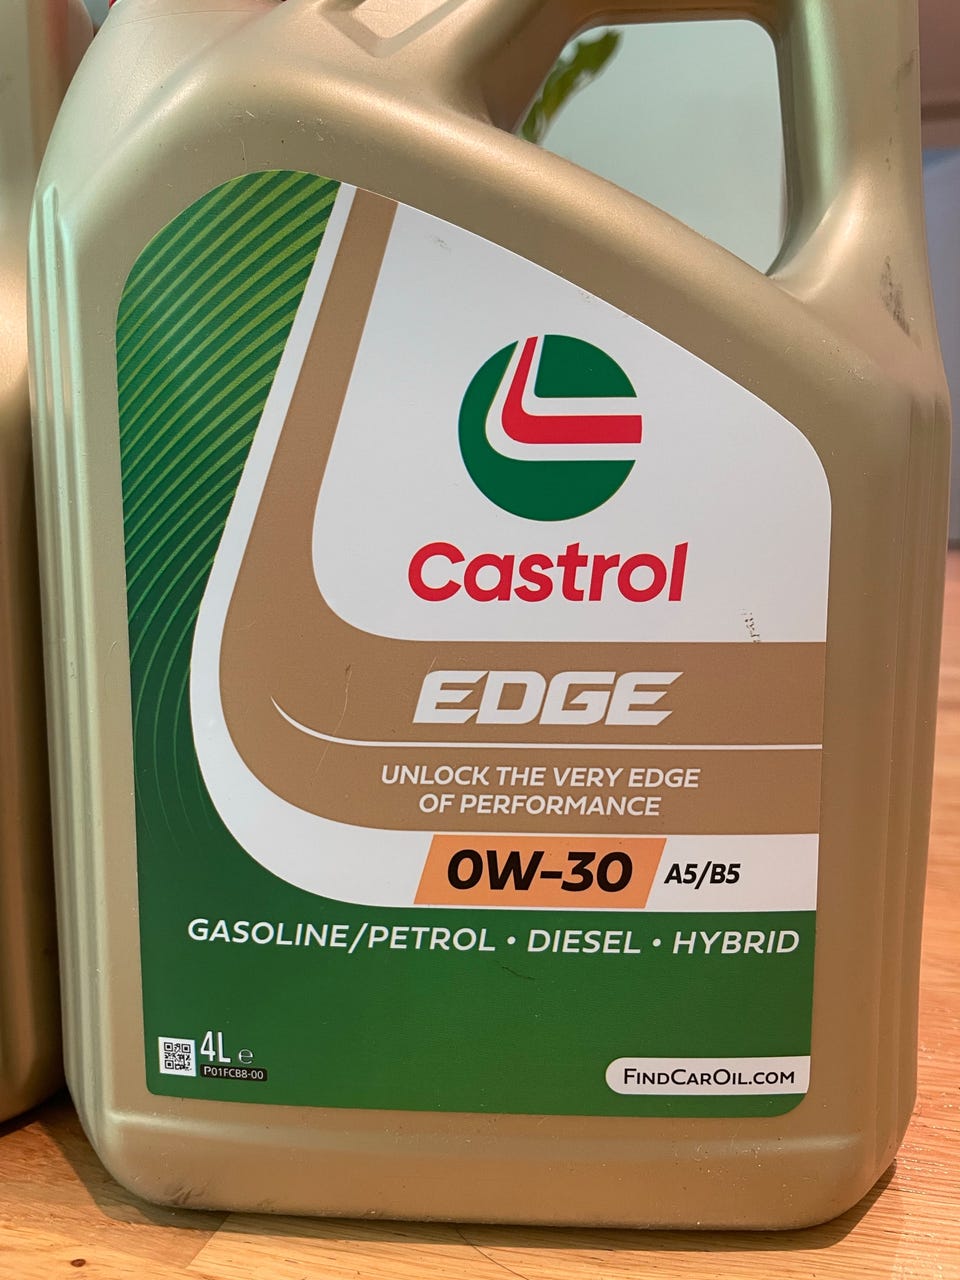 Castrol
EDGE
UNLOCK THE VERY EDGE
OF PERFORMANCE
0W-30 A5/B5
GASOLINE/PETROL • DIESEL • HYBRID
4L e
P01FCB8-00
FINDCAROIL.COM